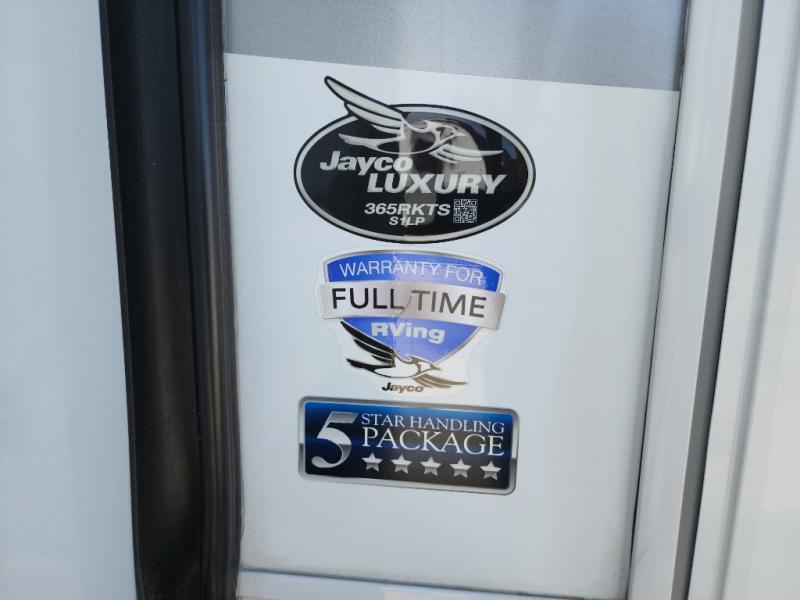 Jayco
LUXURY
365RKTS
S1LP
WARRANTY FOR
FULL TIME
RVing
Jayco
5 STAR HANDLING
PACKAGE